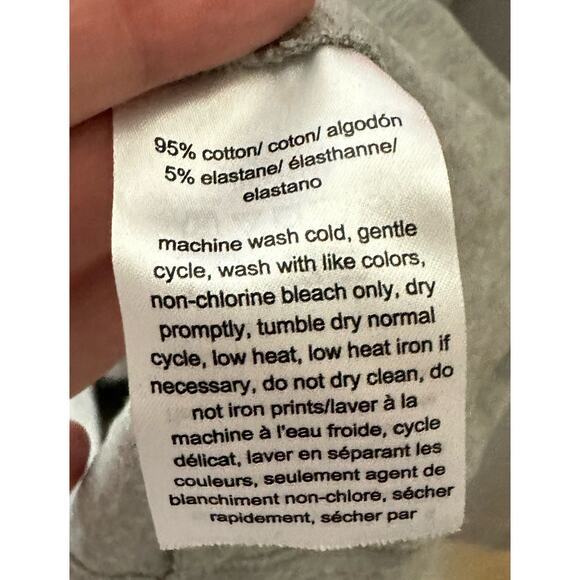 95% cotton/ coton/ algodón
5% elastane/ élasthanne/
elastano
machine wash cold, gentle
cycle, wash with like colors,
non-chlorine bleach only, dry
promptly, tumble dry normal
cycle, low heat, low heat iron if
necessary, do not dry clean, do
not iron prints/laver à la
machine à l'eau froide, cycle
délicat, laver en séparant les
couleurs, seulement agent de
blanchiment non-chlore, sécher
rapidement, sécher par